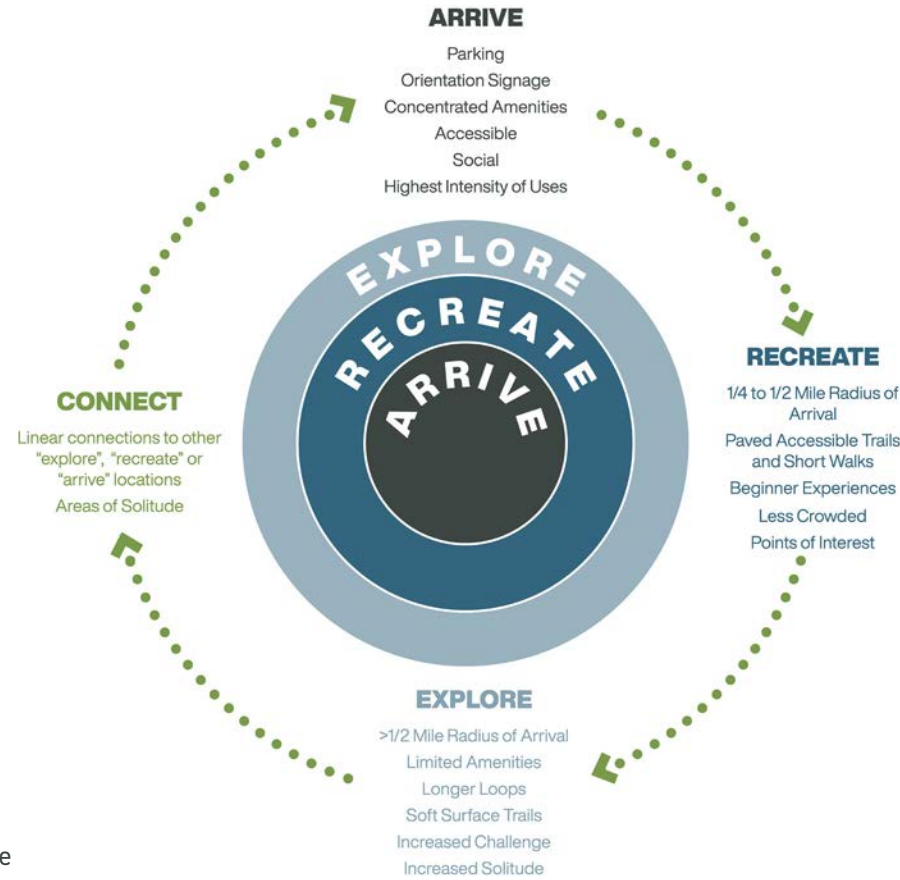 ARRIVE
Parking
Orientation Signage
Concentrated Amenities
Accessible
Social
Highest Intensity of Uses
EXPLORE
RECREATE
ARRIVE
RECREATE
1/4 to 1/2 Mile Radius of
Arrival
Paved Accessible Trails
and Short Walks
Beginner Experiences
Less Crowded
Points of Interest
CONNECT
Linear connections to other
"explore", "recreate" or
"arrive" locations
Areas of Solitude
EXPLORE
>1/2 Mile Radius of Arrival
Limited Amenities
Longer Loops
Soft Surface Trails
Increased Challenge
Increased Solitude
e